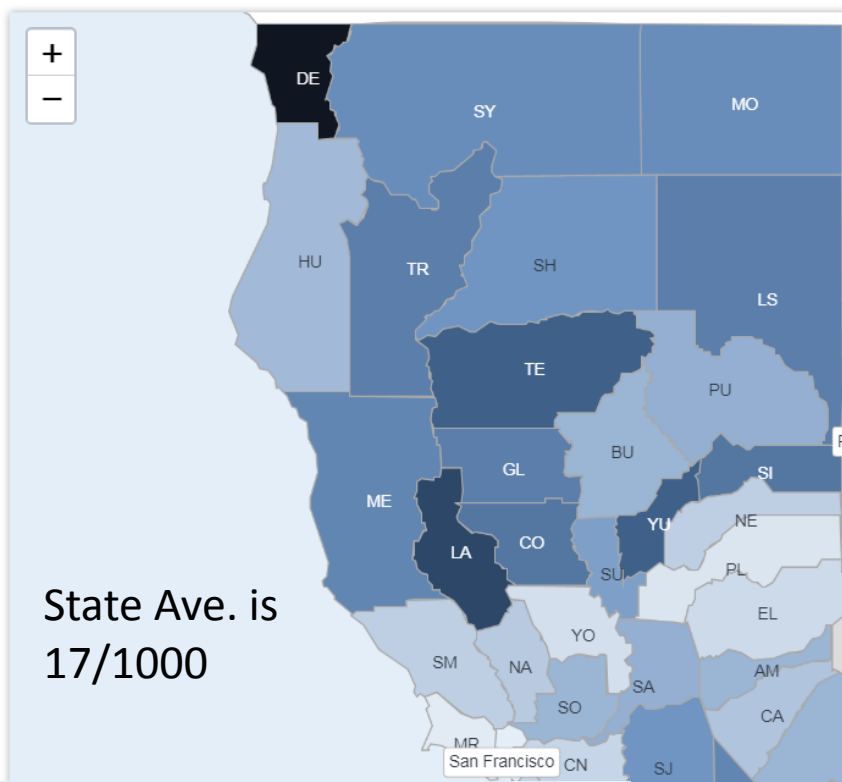 +
−
DE
SY
MO
HU
TR
SH
LS
TE
PU
BU
GL
SI
ME
YU
NE
LA
CO
SU
PL
State Ave. is
17/1000
EL
YO
SM
NA
AM
SA
SO
CA
MR
San Francisco
CN
SJ